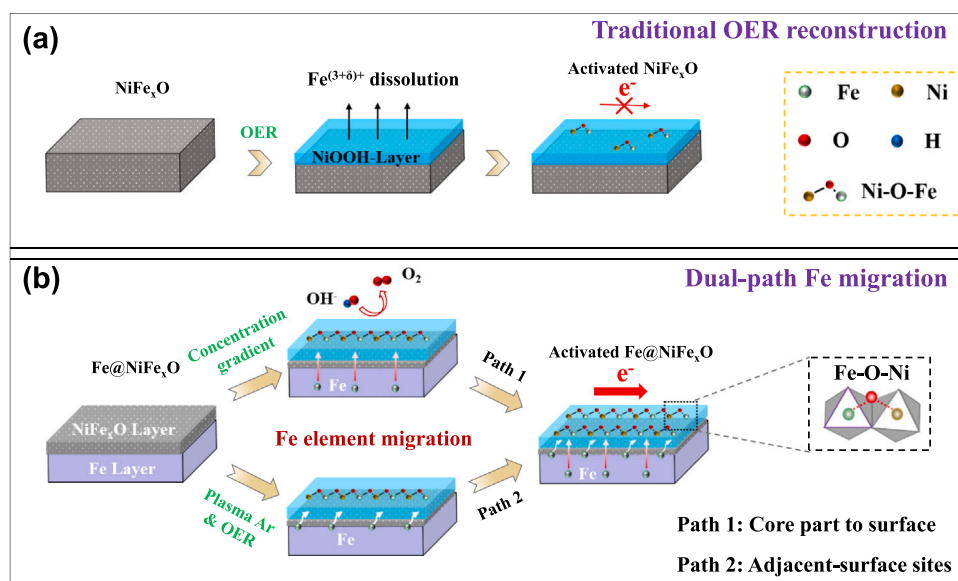 (a)
Traditional OER reconstruction
NiFeₓO
Fe⁽³⁺ᵟ⁾⁺ dissolution
Activated NiFeₓO
e⁻
OER
NiOOH-Layer
Fe
Ni
O
H
Ni-O-Fe
(b)
Dual-path Fe migration
OH⁻
O₂
Concentration
gradient
Fe@NiFeₓO
Fe
Path 1
Activated Fe@NiFeₓO
e⁻
Fe-O-Ni
NiFeₓO Layer
Fe Layer
Fe element migration
Fe
Plasma Ar
& OER
Fe
Path 2
Path 1: Core part to surface
Path 2: Adjacent-surface sites